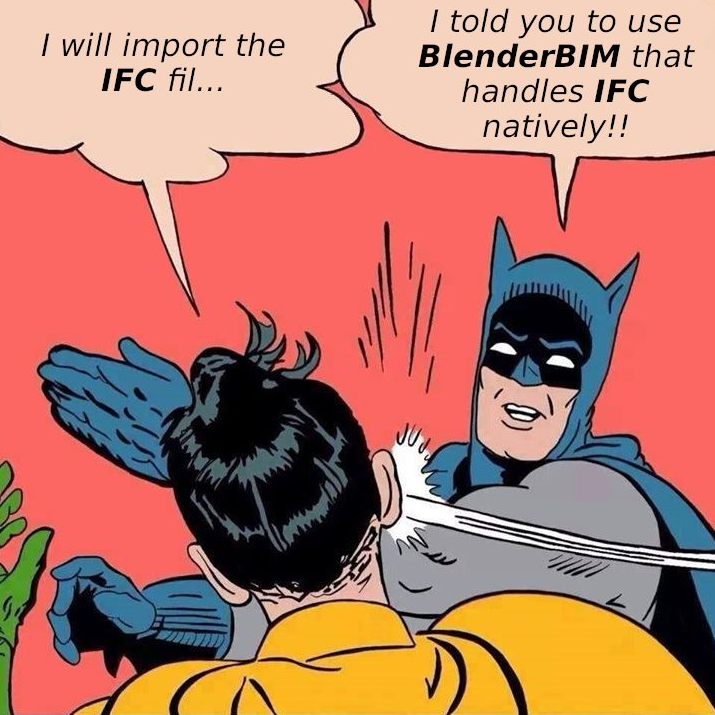 I will import the
IFC fil...
I told you to use
BlenderBIM that
handles IFC
natively!!